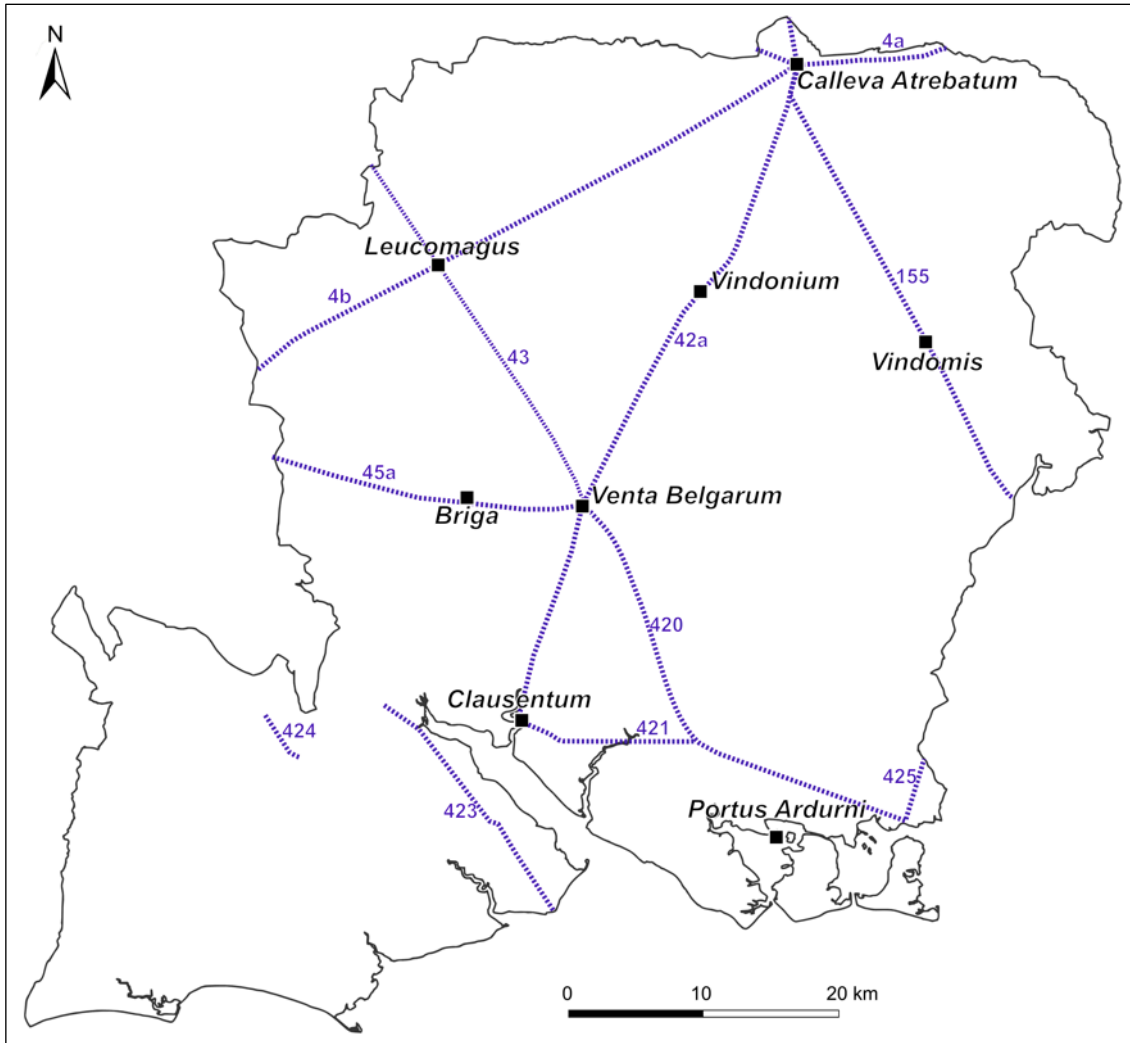 N
4a
Calleva Atrebatum
Leucomagus
4b
Vindonium
155
43
42a
Vindomis
45a
Briga
Venta Belgarum
420
Clausentum
424
421
425
423
Portus Ardurni
0 10 20 km